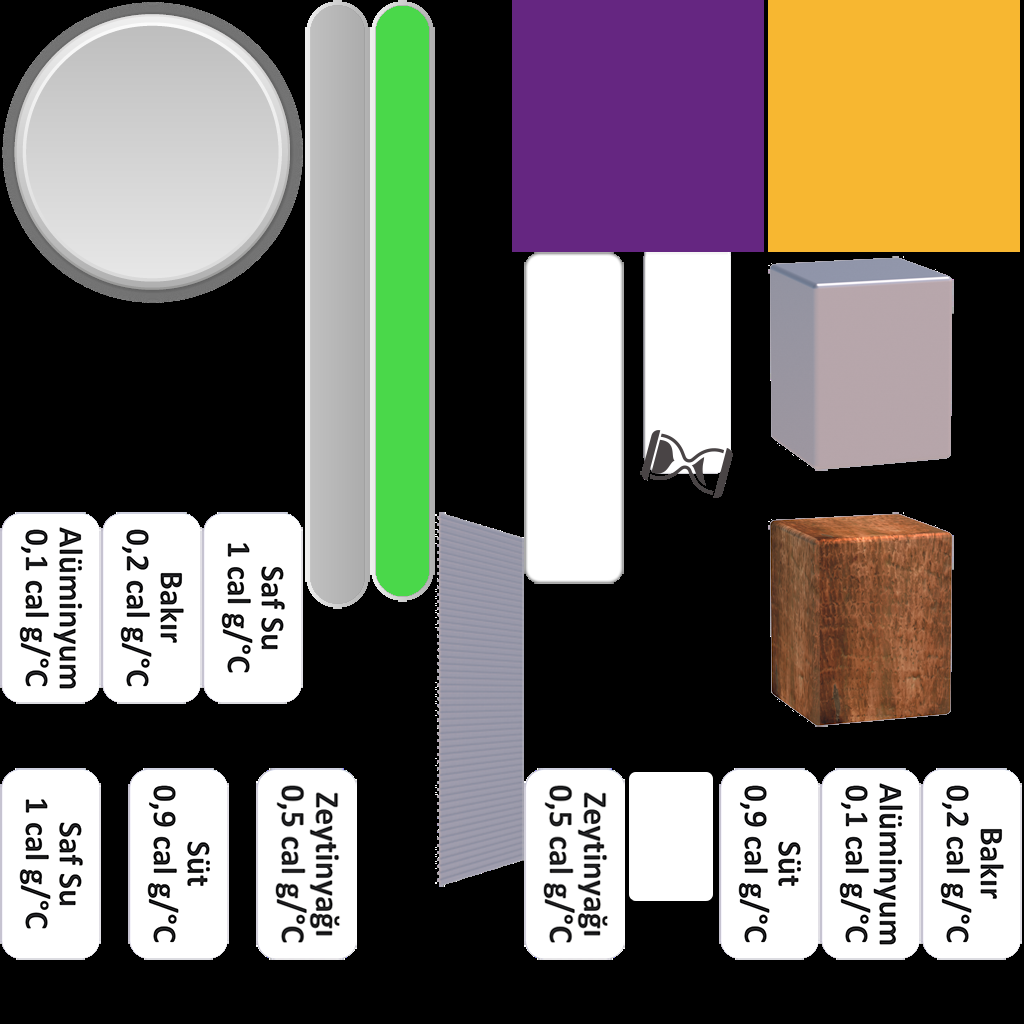 Alüminyum
0,1 cal g/°C
Bakır
0,2 cal g/°C
Saf Su
1 cal g/°C
Saf Su
1 cal g/°C
Süt
0,9 cal g/°C
Zeytinyağı
0,5 cal g/°C
Zeytinyağı
0,5 cal g/°C
Süt
0,9 cal g/°C
Alüminyum
0,1 cal g/°C
Bakır
0,2 cal g/°C